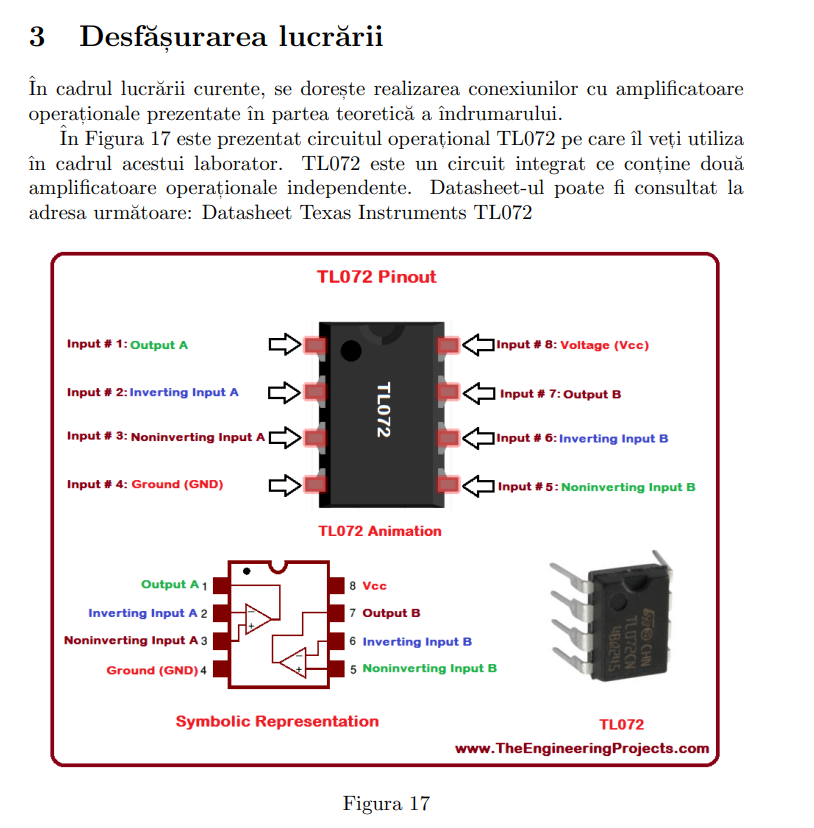 3 Desfășurarea lucrării
În cadrul lucrării curente, se dorește realizarea conexiunilor cu amplificatoare
operaționale prezentate în partea teoretică a îndrumarului.
În Figura 17 este prezentat circuitul operațional TL072 pe care îl veți utiliza
în cadrul acestui laborator. TL072 este un circuit integrat ce conține două
amplificatoare operaționale independente. Datasheet-ul poate fi consultat la
adresa următoare: Datasheet Texas Instruments TL072
TL072 Pinout
Input # 1: Output A
Input # 2: Inverting Input A
Input # 3: Noninverting Input A
Input # 4: Ground (GND)
TL072
Input # 8: Voltage (Vcc)
Input # 7: Output B
Input # 6: Inverting Input B
Input # 5: Noninverting Input B
TL072 Animation
Output A 1
Inverting Input A 2
Noninverting Input A 3
Ground (GND) 4
8 Vcc
7 Output B
6 Inverting Input B
5 Noninverting Input B
Symbolic Representation
CHN
TL072CN
TL072
www.TheEngineeringProjects.com
Figura 17